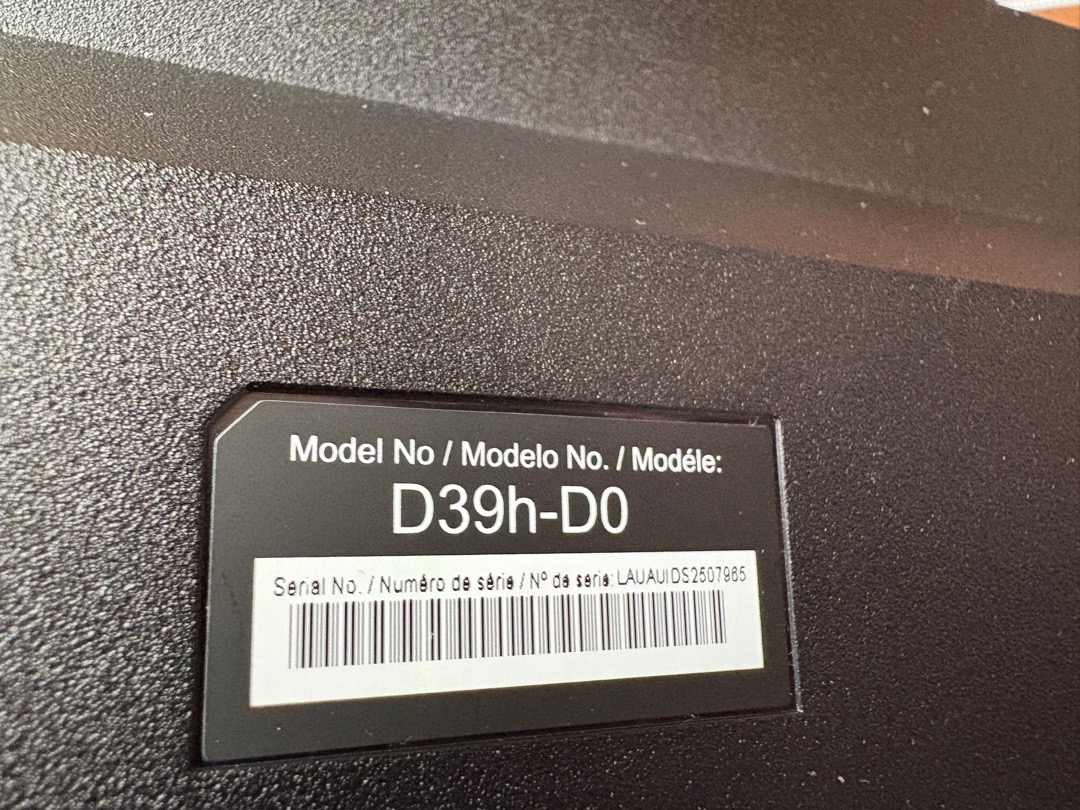 Model No / Modelo No. / Modéle:
D39h-D0
Serial No. / Numéro de série / Nº de serie: LAUAUIDS2507965